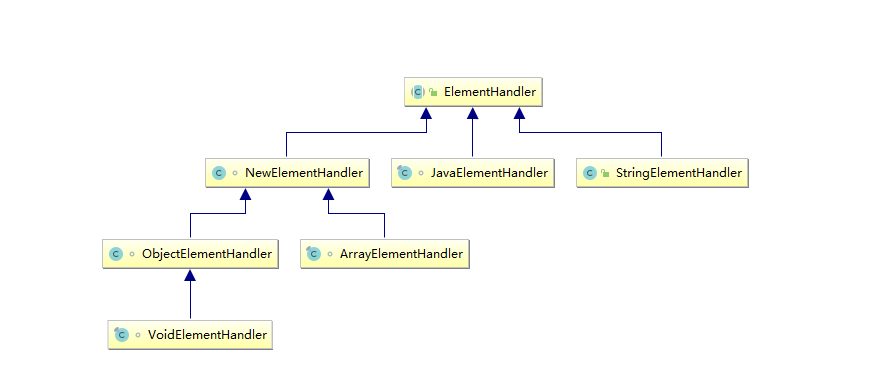 ElementHandler
NewElementHandler
JavaElementHandler
StringElementHandler
ObjectElementHandler
ArrayElementHandler
VoidElementHandler